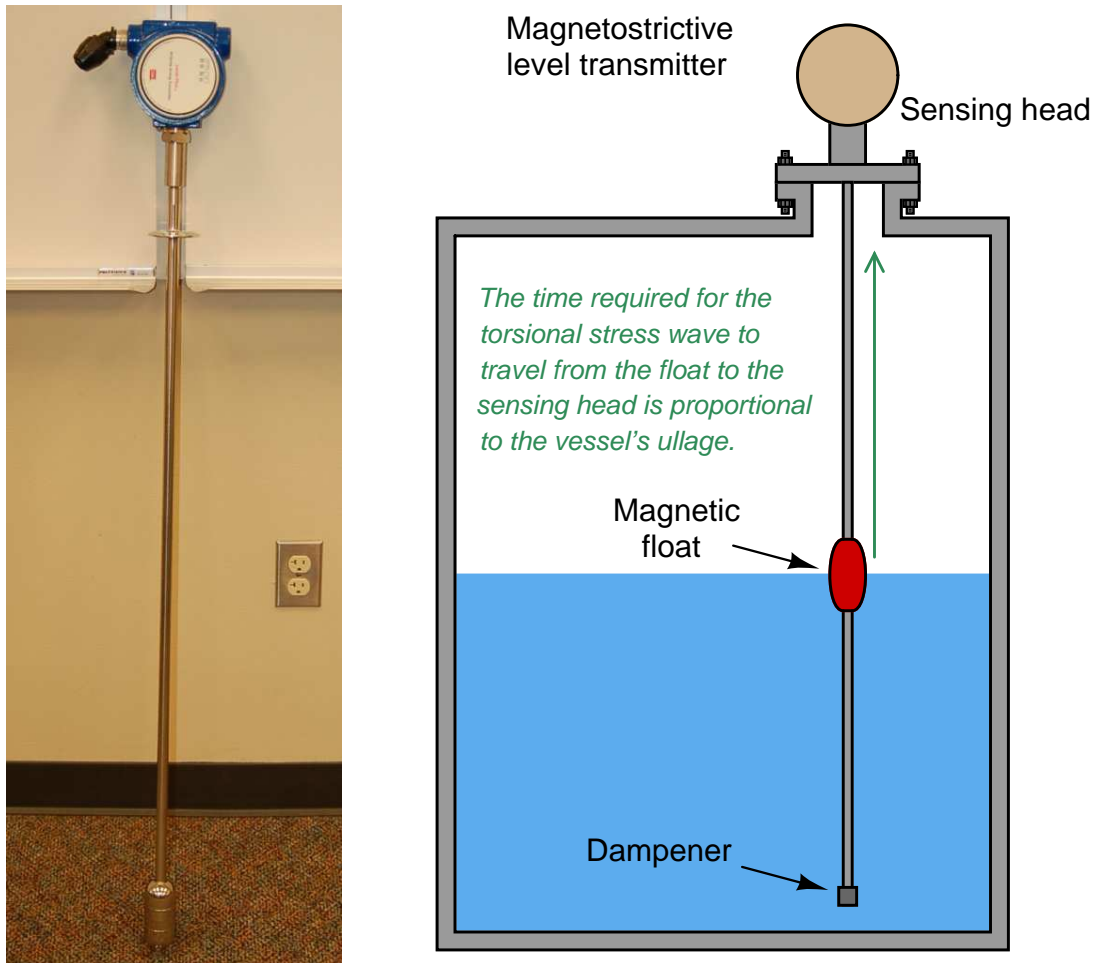 Magnetostrictive
level transmitter
Sensing head
The time required for the
torsional stress wave to
travel from the float to the
sensing head is proportional
to the vessel's ullage.
Magnetic
float
Dampener